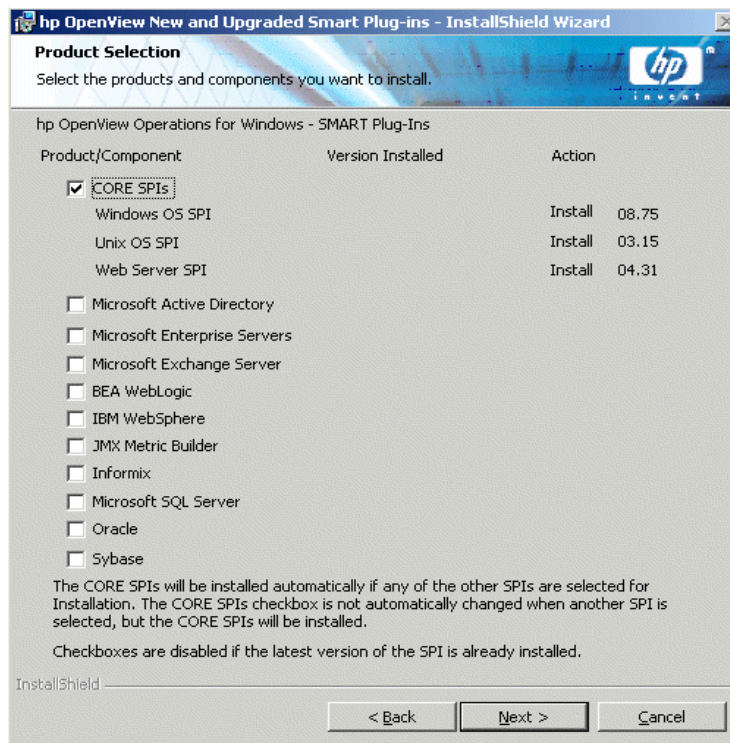 hp OpenView New and Upgraded Smart Plug-ins - InstallShield Wizard
Product Selection
Select the products and components you want to install.
hp
invent
hp OpenView Operations for Windows - SMART Plug-Ins
Product/Component Version Installed Action
CORE SPIs
Windows OS SPI Install 08.75
Unix OS SPI Install 03.15
Web Server SPI Install 04.31
Microsoft Active Directory
Microsoft Enterprise Servers
Microsoft Exchange Server
BEA WebLogic
IBM WebSphere
JMX Metric Builder
Informix
Microsoft SQL Server
Oracle
Sybase
The CORE SPIs will be installed automatically if any of the other SPIs are selected for
Installation. The CORE SPIs checkbox is not automatically changed when another SPI is
selected, but the CORE SPIs will be installed.
Checkboxes are disabled if the latest version of the SPI is already installed.
InstallShield
< Back Next > Cancel